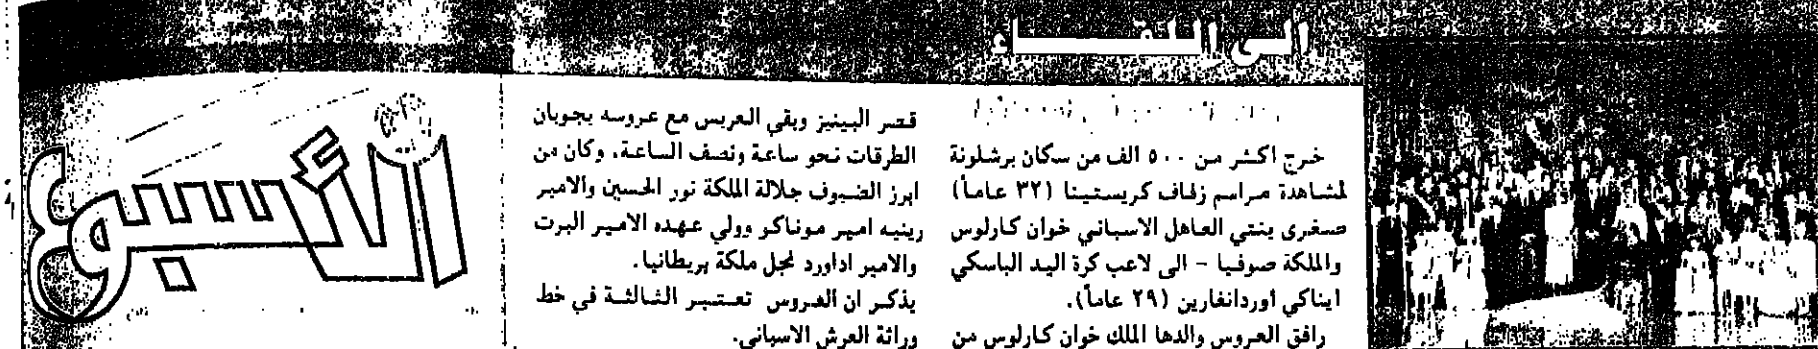 الى اللقاء
خرج اكثر من ٥٠٠ الف من سكان برشلونة
لمشاهدة مراسم زفاف كريستينا (٣٢ عاماً)
صغرى بنتي العاهل الاسباني خوان كارلوس
والملكة صوفيا - الى لاعب كرة اليد الباسكي
ايناكي اوردانغارين (٢٩ عاماً).
رافق العروس والدها الملك خوان كارلوس من
قصر البينيز وبقي العريس مع عروسه يجوبان
الطرقات نحو ساعة ونصف الساعة. وكان من
ابرز الضيوف جلالة الملكة نور الحسين والامير
رينيه امير موناكو وولي عهده الامير البرت
والامير اداورد نجل ملكة بريطانيا.
يذكر ان العروس تعتبر الثالثة في خط
وراثة العرش الاسباني.
الأسبوع